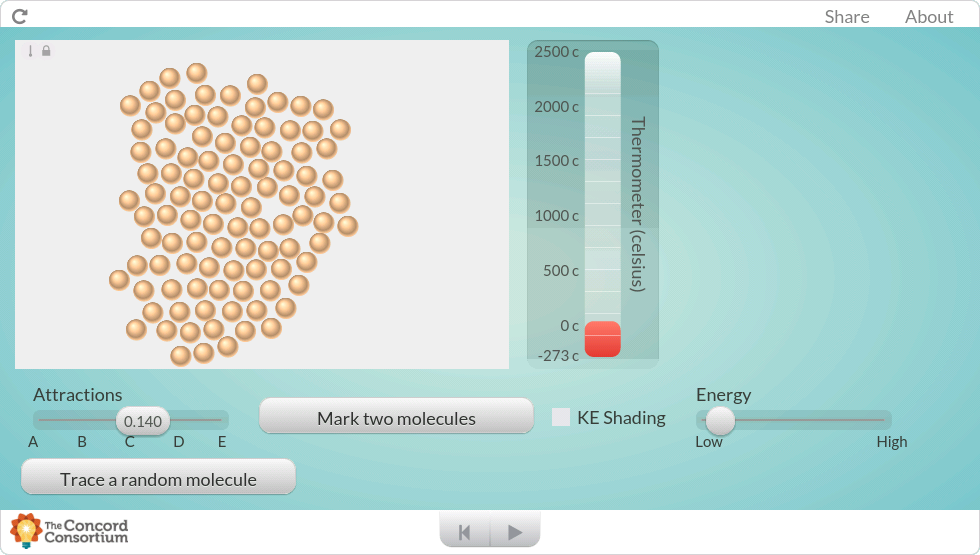 Share About
2500 c
2000 c
1500 c
1000 c
500 c
0 c
-273 c
Thermometer (celsius)
Attractions
0.140
A B C D E
Mark two molecules
KE Shading
Energy
Low High
Trace a random molecule
The Concord
Consortium